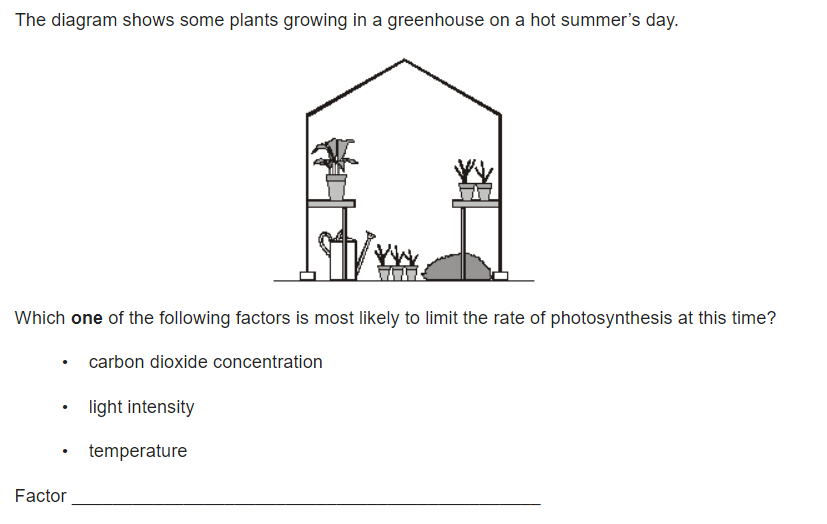 The diagram shows some plants growing in a greenhouse on a hot summer’s day.
Which one of the following factors is most likely to limit the rate of photosynthesis at this time?
• carbon dioxide concentration
• light intensity
• temperature
Factor ____________________________________________